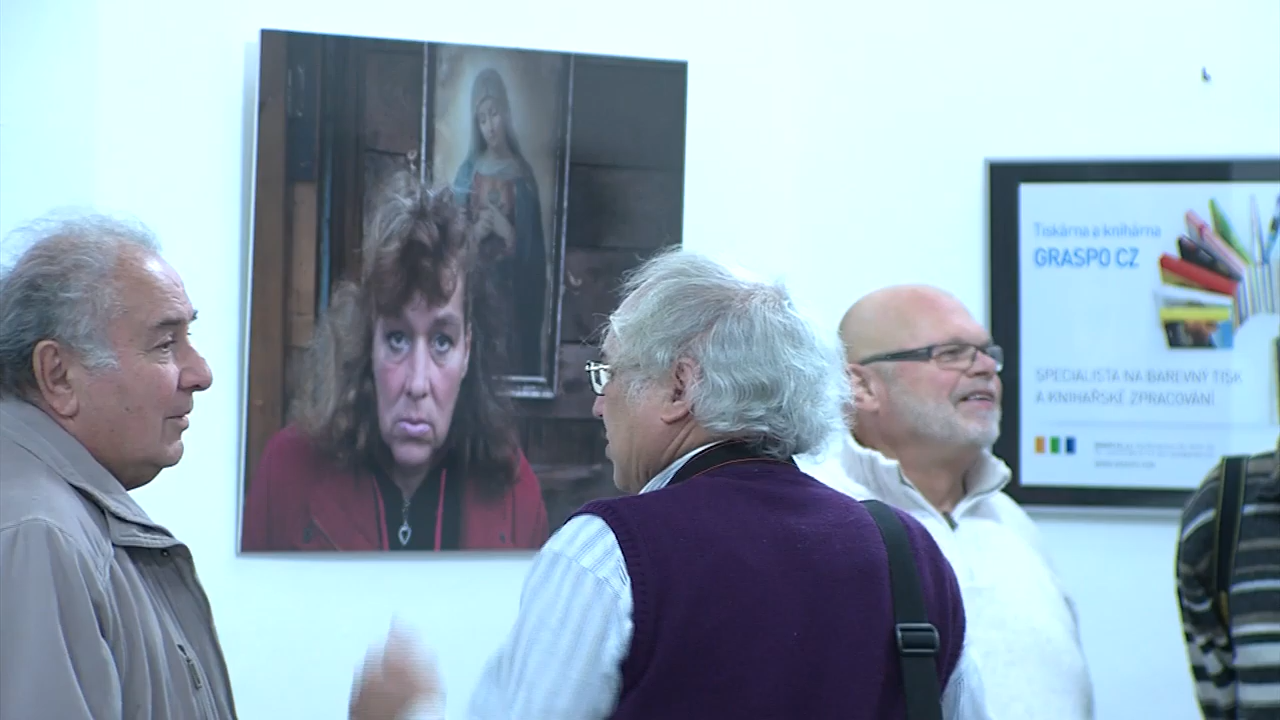 Tiskárna a knihárna
GRASPO CZ
SPECIALISTA NA BAREVNÝ TISK
A KNIHAŘSKÉ ZPRACOVÁNÍ